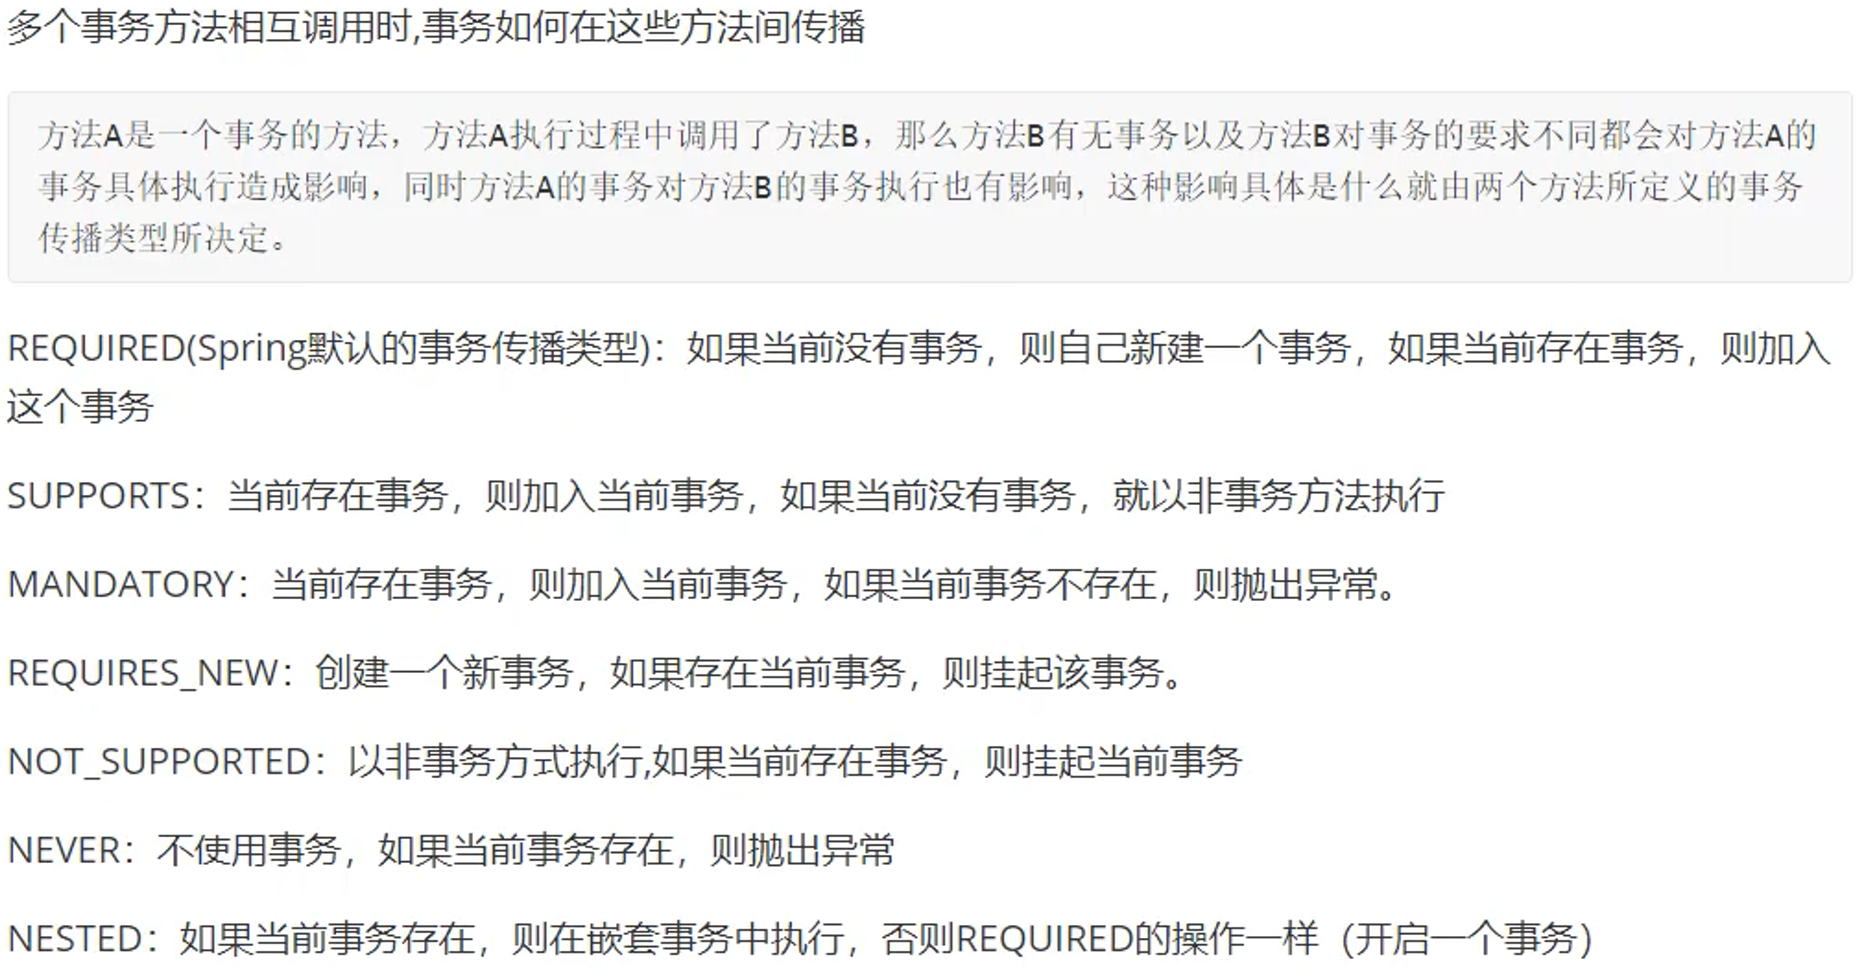 多个事务方法相互调用时,事务如何在这些方法间传播
方法A是一个事务的方法，方法A执行过程中调用了方法B，那么方法B有无事务以及方法B对事务的要求不同都会对方法A的
事务具体执行造成影响，同时方法A的事务对方法B的事务执行也有影响，这种影响具体是什么就由两个方法所定义的事务
传播类型所决定。
REQUIRED(Spring默认的事务传播类型)：如果当前没有事务，则自己新建一个事务，如果当前存在事务，则加入
这个事务
SUPPORTS：当前存在事务，则加入当前事务，如果当前没有事务，就以非事务方法执行
MANDATORY：当前存在事务，则加入当前事务，如果当前事务不存在，则抛出异常。
REQUIRES_NEW：创建一个新事务，如果存在当前事务，则挂起该事务。
NOT_SUPPORTED：以非事务方式执行,如果当前存在事务，则挂起当前事务
NEVER：不使用事务，如果当前事务存在，则抛出异常
NESTED：如果当前事务存在，则在嵌套事务中执行，否则REQUIRED的操作一样（开启一个事务）